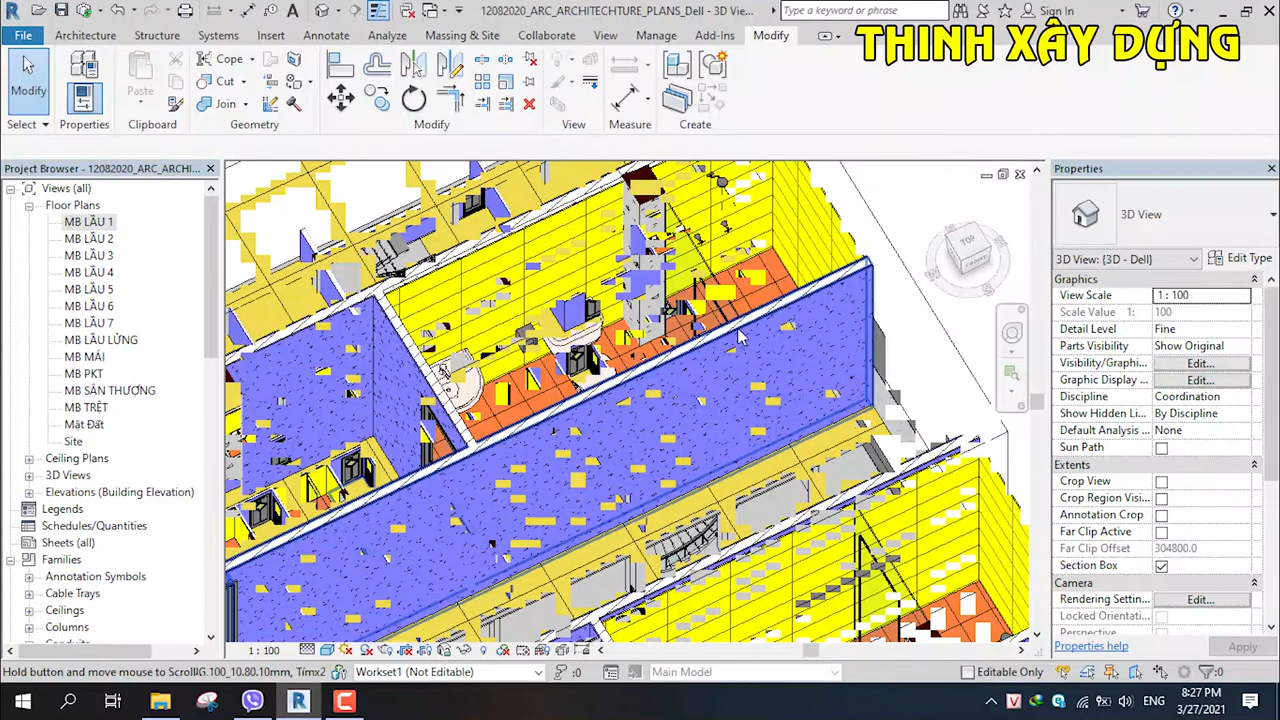 12082020_ARC_ARCHITECHTURE_PLANS_Dell - 3D Vie...
Type a keyword or phrase
Sign In
THINH XÂY DỰNG
File
Architecture
Structure
Systems
Insert
Annotate
Analyze
Massing & Site
Collaborate
View
Manage
Add-Ins
Modify
Modify
Paste
Cope
Cut
Join
Select
Properties
Clipboard
Geometry
Modify
View
Measure
Create
Project Browser - 12082020_ARC_ARCHI...
Views (all)
Floor Plans
MB LẦU 1
MB LẦU 2
MB LẦU 3
MB LẦU 4
MB LẦU 5
MB LẦU 6
MB LẦU 7
MB LẦU LỬNG
MB MÁI
MB PKT
MB SÂN THƯỢNG
MB TRỆT
Mặt Đất
Site
Ceiling Plans
3D Views
Elevations (Building Elevation)
Legends
Schedules/Quantities
Sheets (all)
Families
Annotation Symbols
Cable Trays
Ceilings
Columns
TOP
FRONT
Properties
3D View
3D View: {3D - Dell}
Edit Type
Graphics
View Scale 1 : 100
Scale Value 1: 100
Detail Level Fine
Parts Visibility Show Original
Visibility/Graphi... Edit...
Graphic Display ... Edit...
Discipline Coordination
Show Hidden Li... By Discipline
Default Analysis ... None
Sun Path
Extents
Crop View
Crop Region Visi...
Annotation Crop
Far Clip Active
Far Clip Offset 304800.0
Section Box
Camera
Rendering Settin... Edit...
Locked Orientati...
Perspective
Properties help
Apply
1 : 100
Hold button and move mouse to ScrollG.100_10.80.10mm, Tímx2
Workset1 (Not Editable)
:0
Main Model
Editable Only
:0
ENG
8:27 PM
3/27/2021